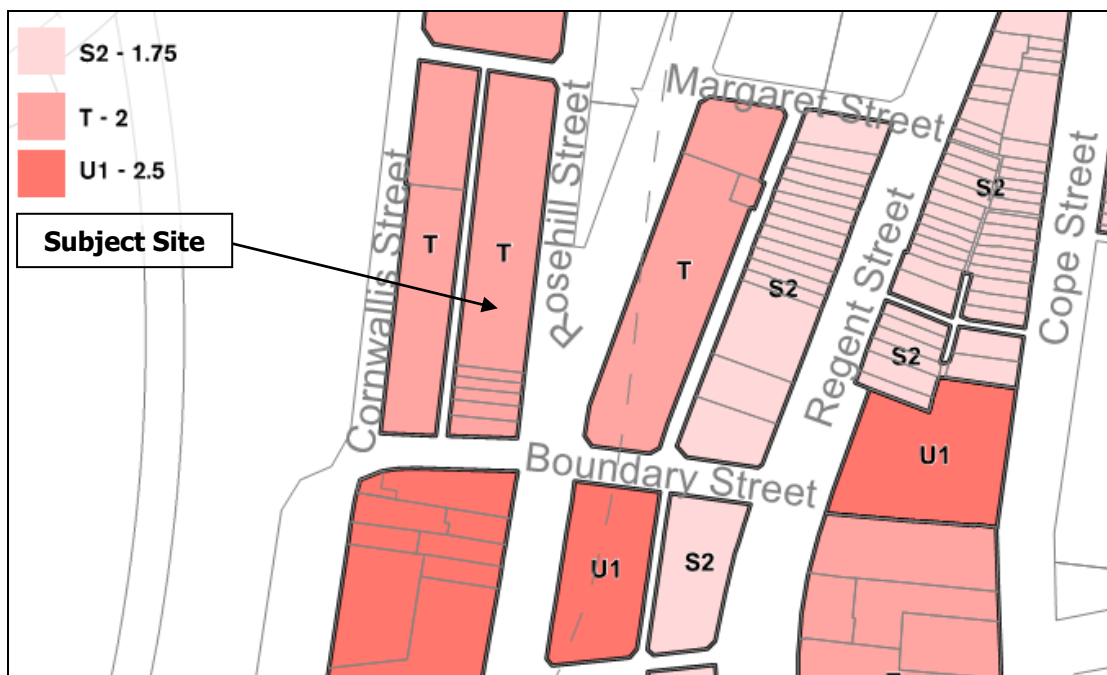 S2 - 1.75
T - 2
U1 - 2.5
Subject Site
Cornwallis Street
T
T
Rosehill Street
T
Margaret Street
S2
Regent Street
S2
S2
Cope Street
U1
Boundary Street
U1
S2